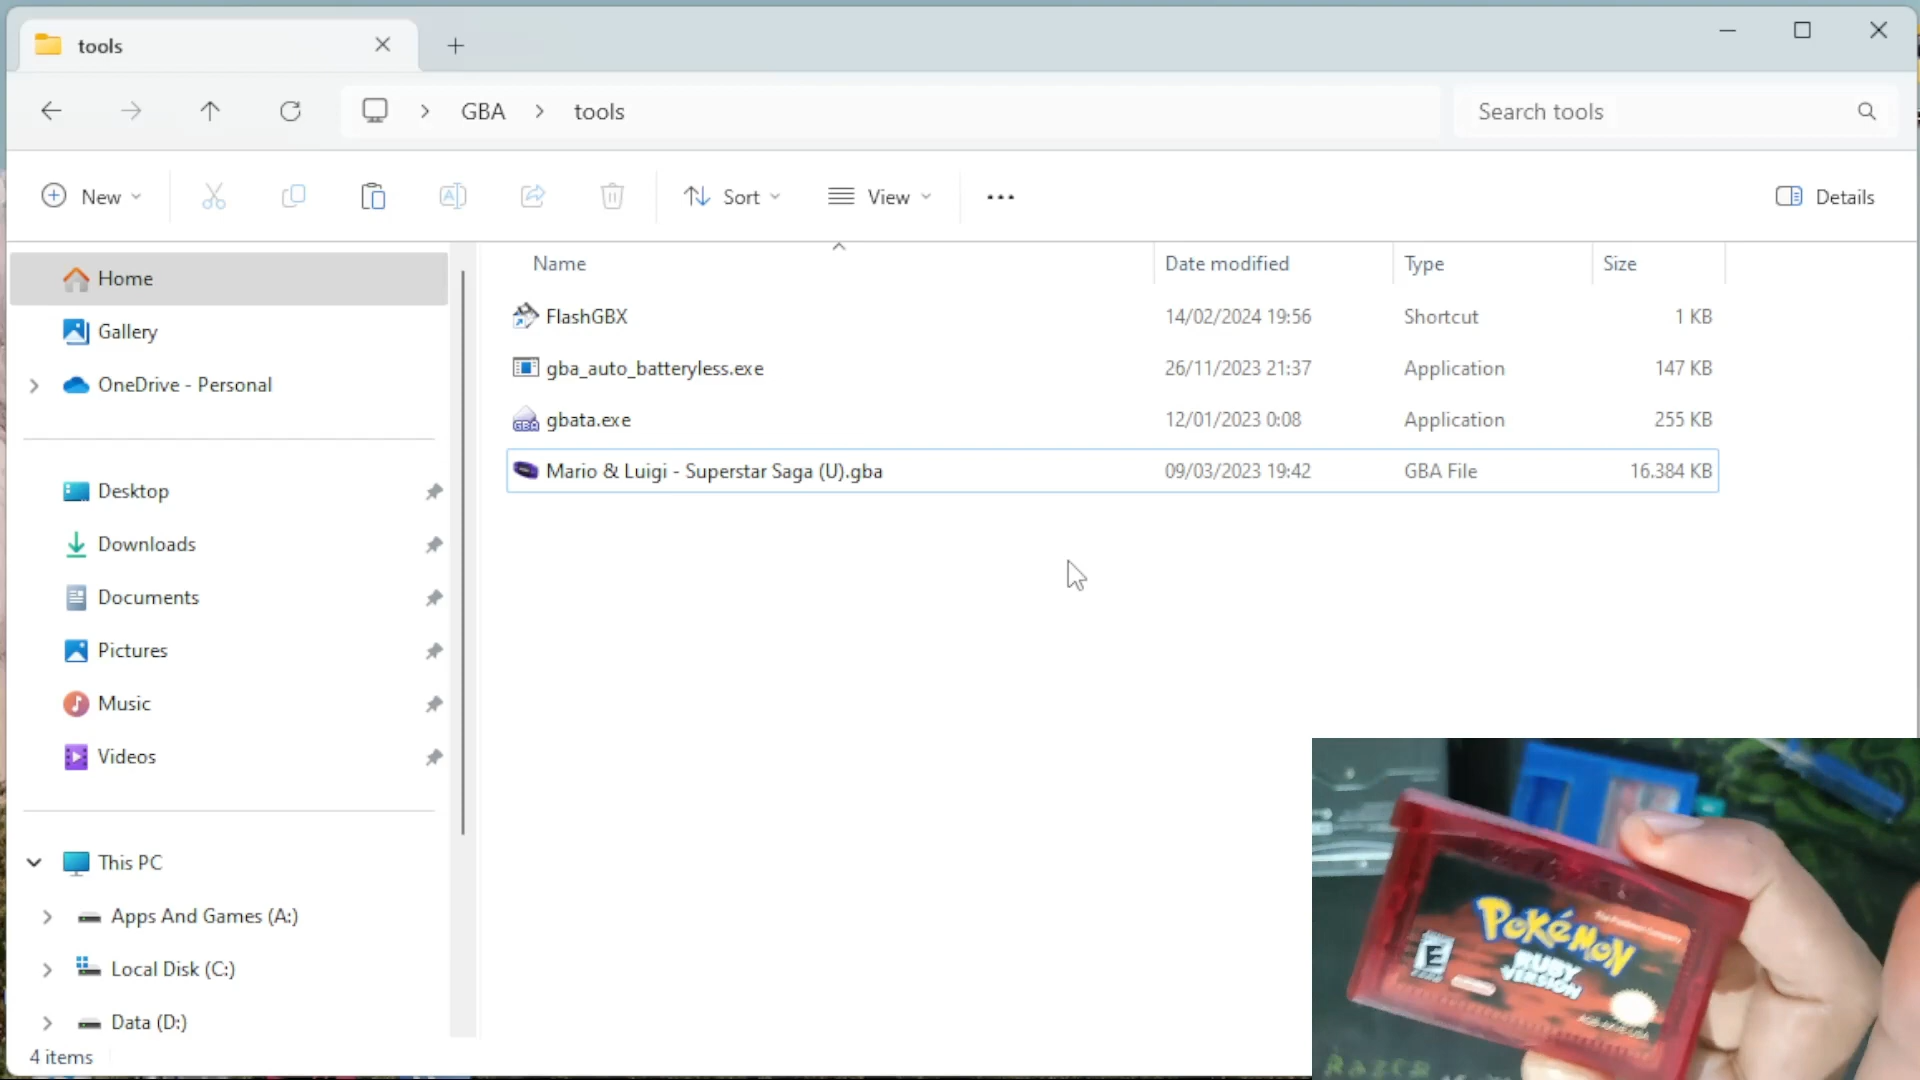 tools
GBA > tools
Search tools
New
Sort
View
Details
Name
Date modified
Type
Size
Home
Gallery
OneDrive - Personal
Desktop
Downloads
Documents
Pictures
Music
Videos
This PC
Apps And Games (A:)
Local Disk (C:)
Data (D:)
FlashGBX 14/02/2024 19:56 Shortcut 1 KB
gba_auto_batteryless.exe 26/11/2023 21:37 Application 147 KB
gbata.exe 12/01/2023 0:08 Application 255 KB
Mario & Luigi - Superstar Saga (U).gba 09/03/2023 19:42 GBA File 16.384 KB
4 items
POKéMON
RUBY
VERSION
E
RAZER